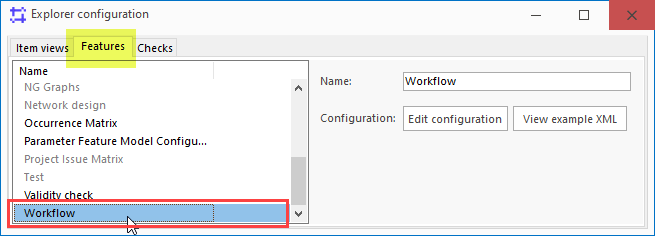 Explorer configuration
Item views Features Checks
Name
NG Graphs
Network design
Occurrence Matrix
Parameter Feature Model Configu...
Project Issue Matrix
Test
Validity check
Workflow
Name: Workflow
Configuration: Edit configuration View example XML